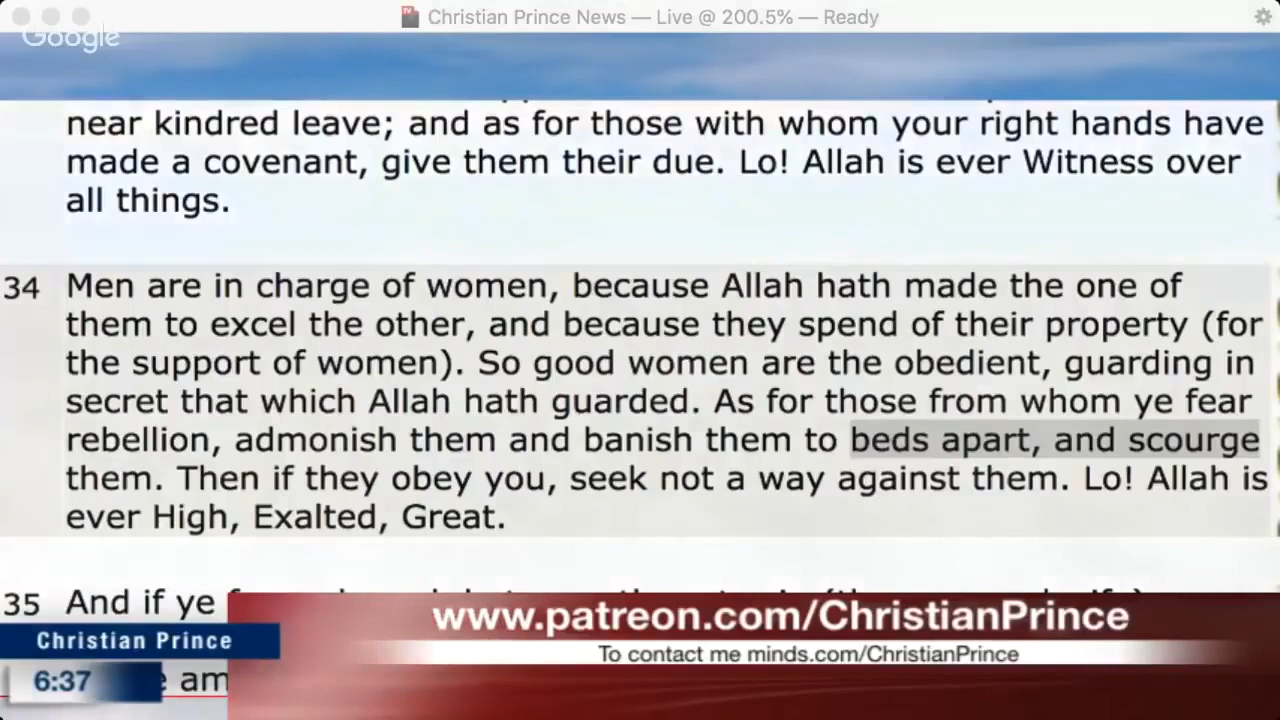 Christian Prince News — Live @ 200.5% — Ready
Google
near kindred leave; and as for those with whom your right hands have
made a covenant, give them their due. Lo! Allah is ever Witness over
all things.
34 Men are in charge of women, because Allah hath made the one of
them to excel the other, and because they spend of their property (for
the support of women). So good women are the obedient, guarding in
secret that which Allah hath guarded. As for those from whom ye fear
rebellion, admonish them and banish them to beds apart, and scourge
them. Then if they obey you, seek not a way against them. Lo! Allah is
ever High, Exalted, Great.
35 And if ye
www.patreon.com/ChristianPrince
Christian Prince
To contact me minds.com/ChristianPrince
6:37
am